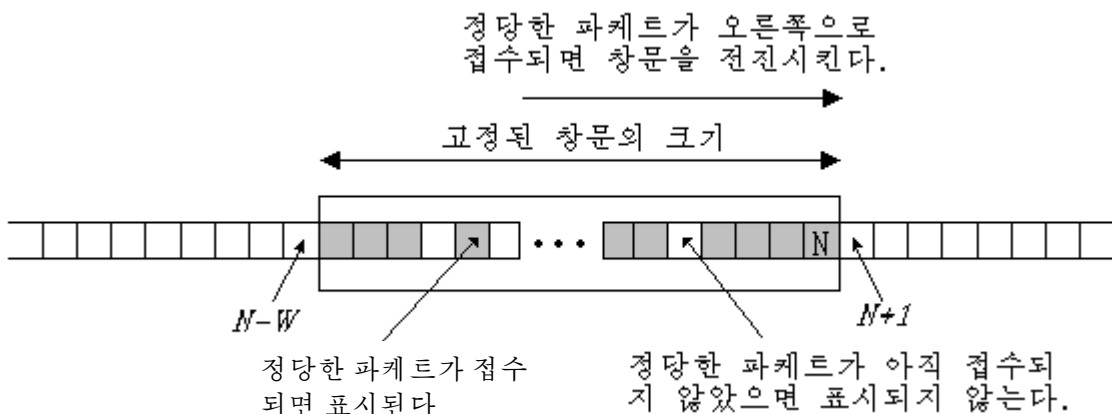 정당한 파케트가 오른쪽으로
접수되면 창문을 전진시킨다.
고정된 창문의 크기
N
N-W
N+1
정당한 파케트가 접수
되면 표시된다
정당한 파케트가 아직 접수되
지 않았으면 표시되지 않는다.